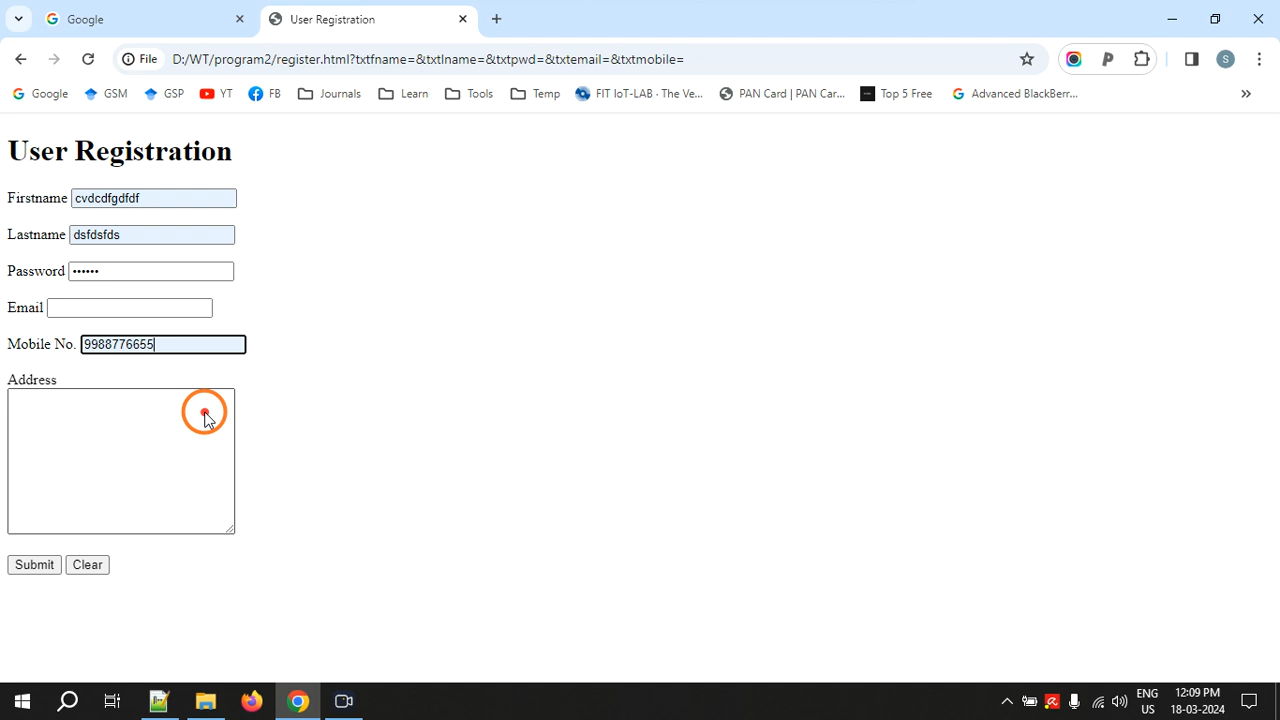 Google
User Registration
File D:/WT/program2/register.html?txtfname=&txtlname=&txtpwd=&txtemail=&txtmobile= P S
Google GSM GSP YT FB Journals Learn Tools Temp FIT IoT-LAB · The Ve... PAN Card | PAN Car... Top 5 Free Advanced BlackBerr... »
User Registration
Firstname cvdcdfgdfdf
Lastname dsfdsfds
Password ••••••
Email
Mobile No. 9988776655
Address
Submit Clear
ENG 12:09 PM
US 18-03-2024